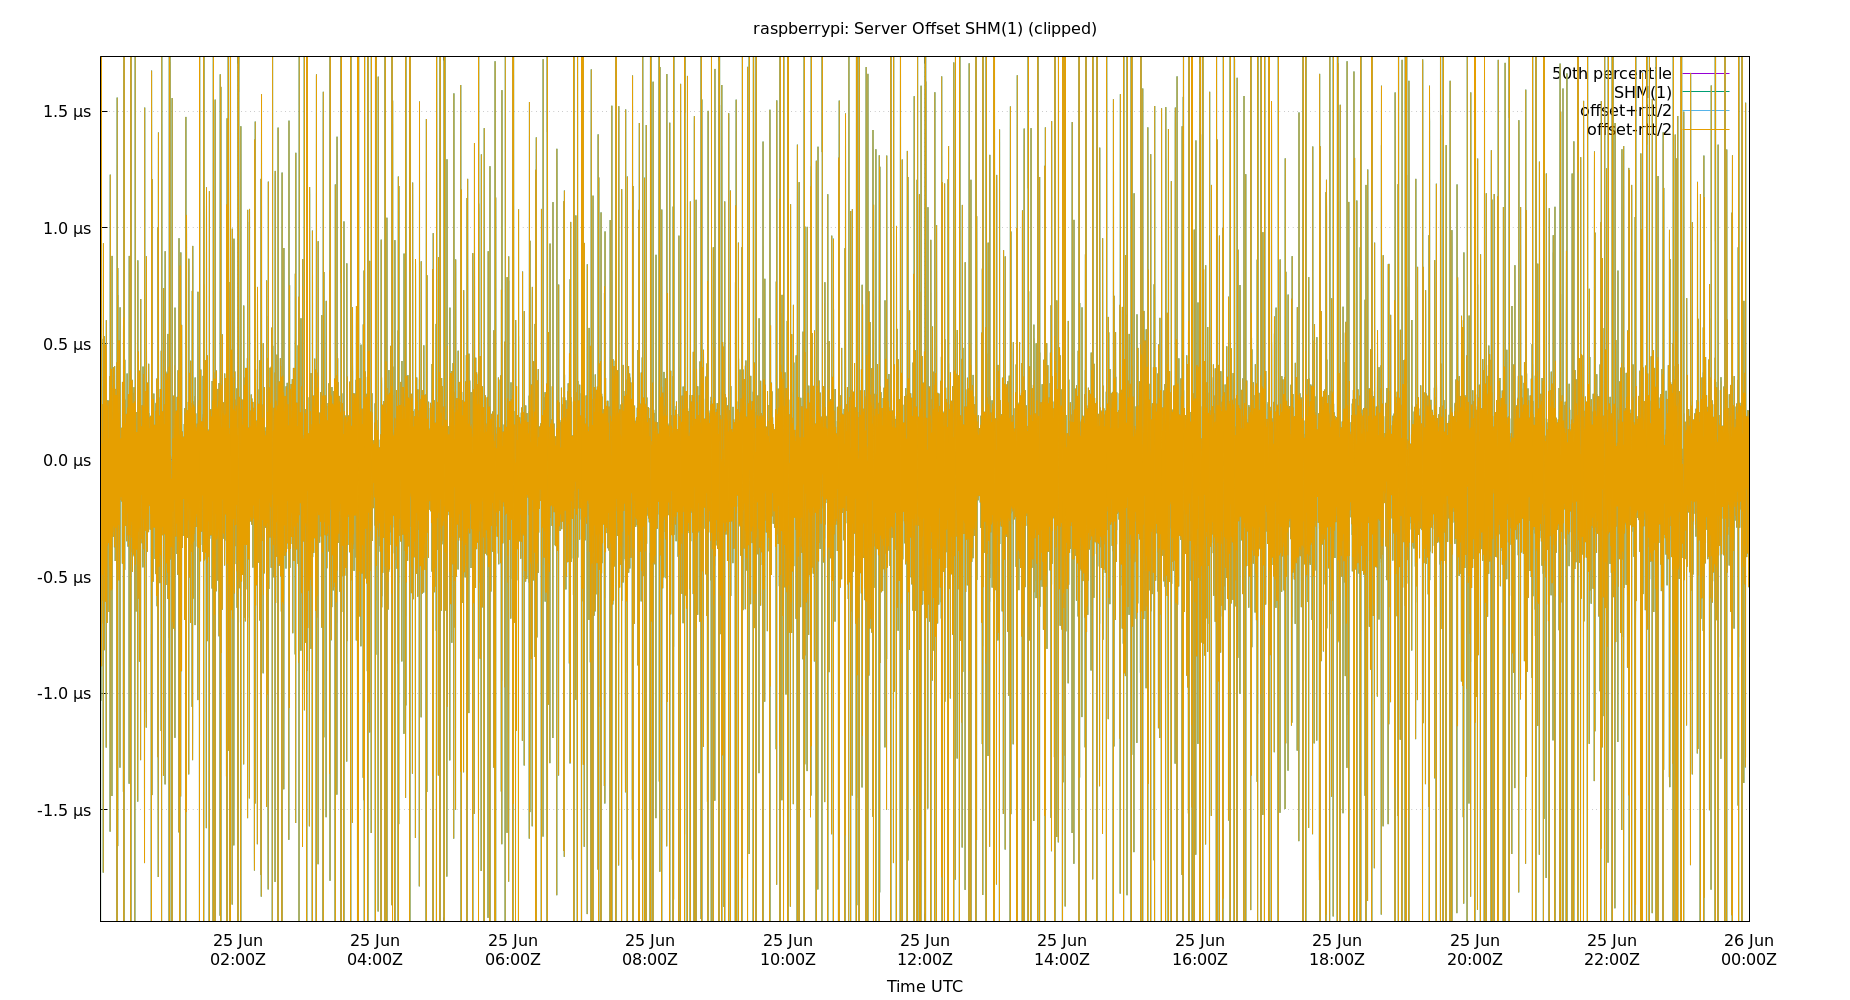 raspberrypi: Server Offset SHM(1) (clipped)
50th percentile
SHM(1)
offset+rtt/2
offset-rtt/2
1.5 µs
1.0 µs
0.5 µs
0.0 µs
-0.5 µs
-1.0 µs
-1.5 µs
25 Jun 25 Jun 25 Jun 25 Jun 25 Jun 25 Jun 25 Jun 25 Jun 25 Jun 25 Jun 25 Jun 26 Jun
02:00Z 04:00Z 06:00Z 08:00Z 10:00Z 12:00Z 14:00Z 16:00Z 18:00Z 20:00Z 22:00Z 00:00Z
Time UTC